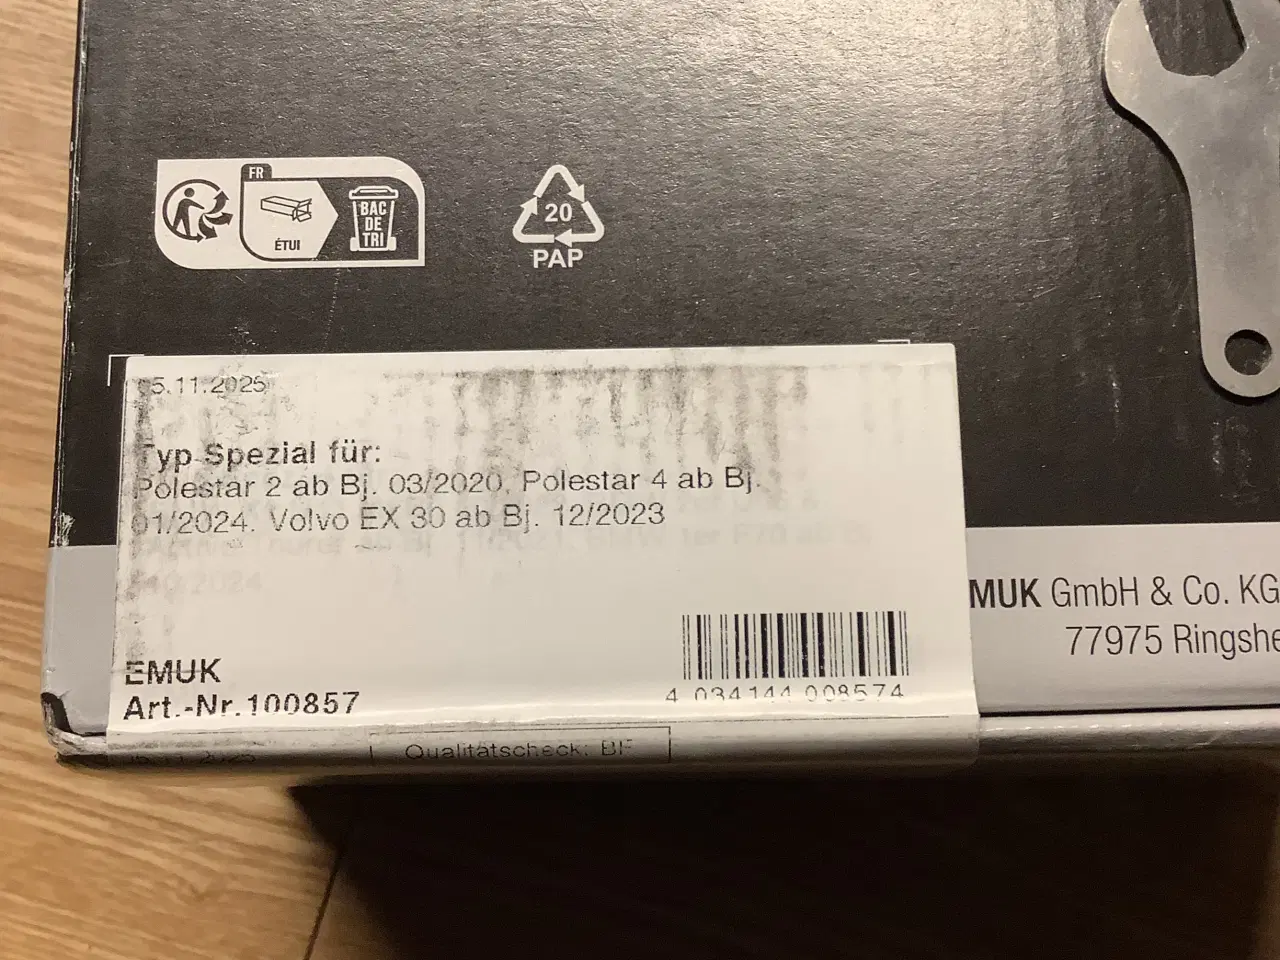 FR
ÉTUI
BAC
DE
TRI
20
PAP
5.11.2025
Typ Spezial für:
Polestar 2 ab Bj. 03/2020, Polestar 4 ab Bj.
01/2024. Volvo EX 30 ab Bj. 12/2023
EMUK
Art.-Nr.100857
4 034144 008574
Qualitätscheck: BF
MUK GmbH & Co. KG
77975 Ringshe